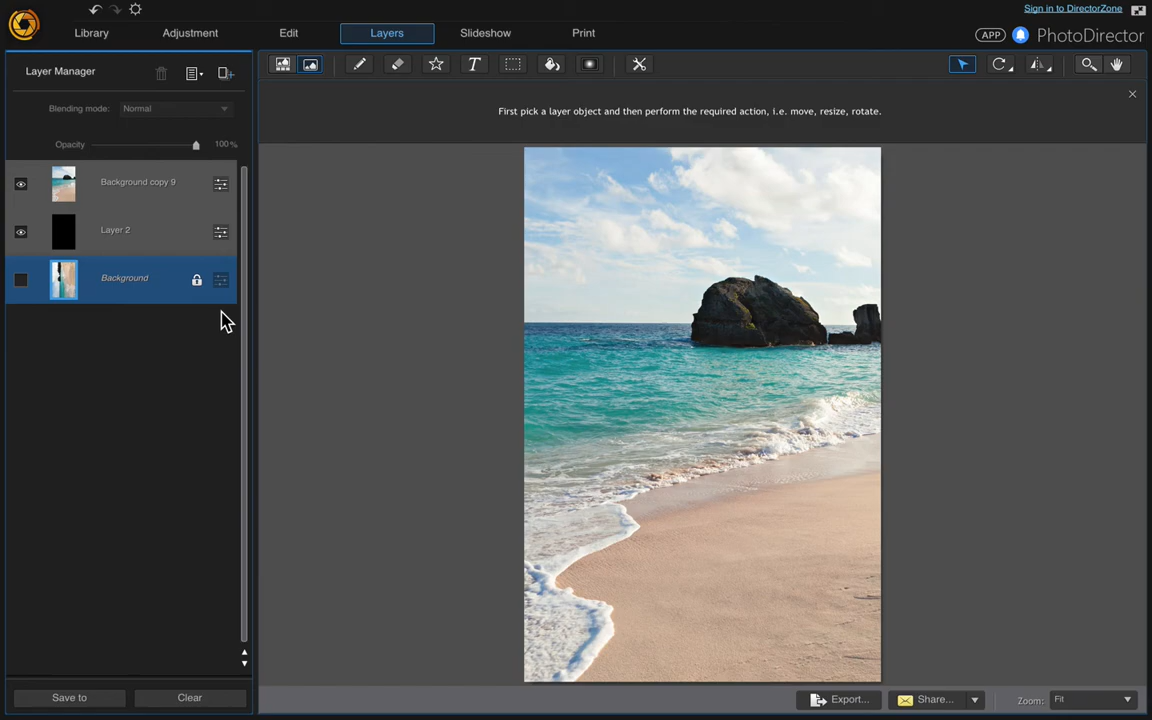 Sign in to DirectorZone
Library
Adjustment
Edit
Layers
Slideshow
Print
APP
PhotoDirector
Layer Manager
T
Blending mode: Normal
First pick a layer object and then perform the required action, i.e. move, resize, rotate.
Opacity 100%
Background copy 9
Layer 2
Background
Save to
Clear
Export...
Share...
Zoom: Fit